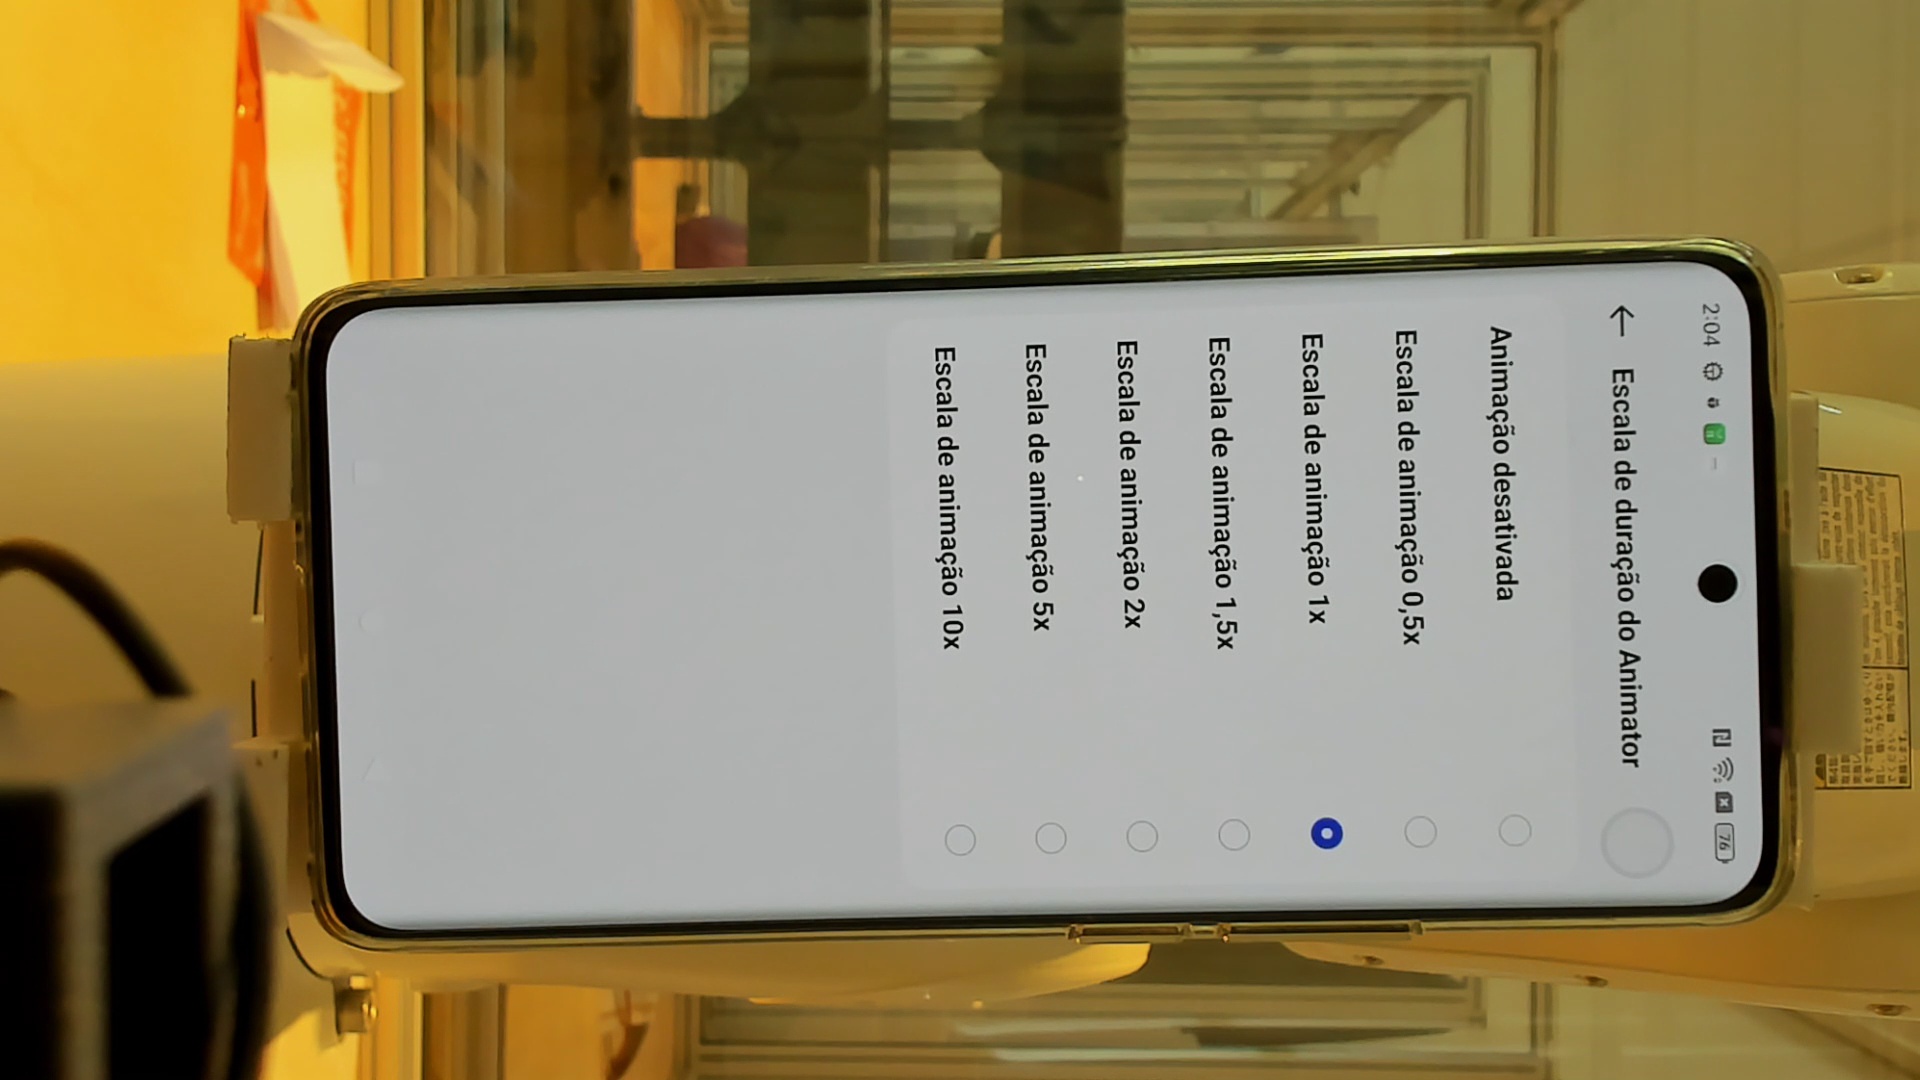 2:04
76
Escala de duração do Animator
Animação desativada
Escala de animação 0,5x
Escala de animação 1x
Escala de animação 1,5x
Escala de animação 2x
Escala de animação 5x
Escala de animação 10x